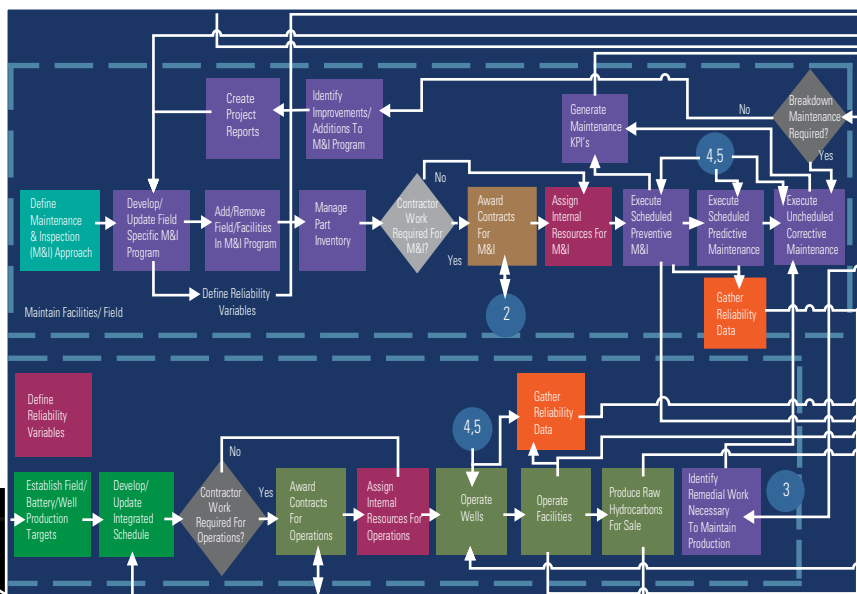 Create
Project
Reports
Identify
Improvements/
Additions To
M&I Program
Generate
Maintenance
KPI's
No
Breakdown
Maintenance
Required?
Yes
4,5
No
Define
Maintenance
& Inspection
(M&I) Approach
Develop/
Update Field
Specific M&I
Program
Add/Remove
Field/Facilities
In M&I Program
Manage
Part
Inventory
Contractor
Work
Required For
M&I?
Yes
Award
Contracts
For
M&I
Assign
Internal
Resources For
M&I
Execute
Scheduled
Preventive
M&I
Execute
Scheduled
Predictive
Maintenance
Execute
Uncheduled
Corrective
Maintenance
Define Reliability
Variables
Maintain Facilities/ Field
2
Gather
Reliability
Data
Define
Reliability
Variables
No
4,5
Gather
Reliability
Data
Establish Field/
Battery/Well
Production
Targets
Develop/
Update
Integrated
Schedule
Contractor
Work
Required For
Operations?
Yes
Award
Contracts
For
Operations
Assign
Internal
Resources For
Operations
Operate
Wells
Operate
Facilities
Produce Raw
Hydrocarbons
For Sale
Identify
Remedial Work
Necessary
To Maintain
Production
3